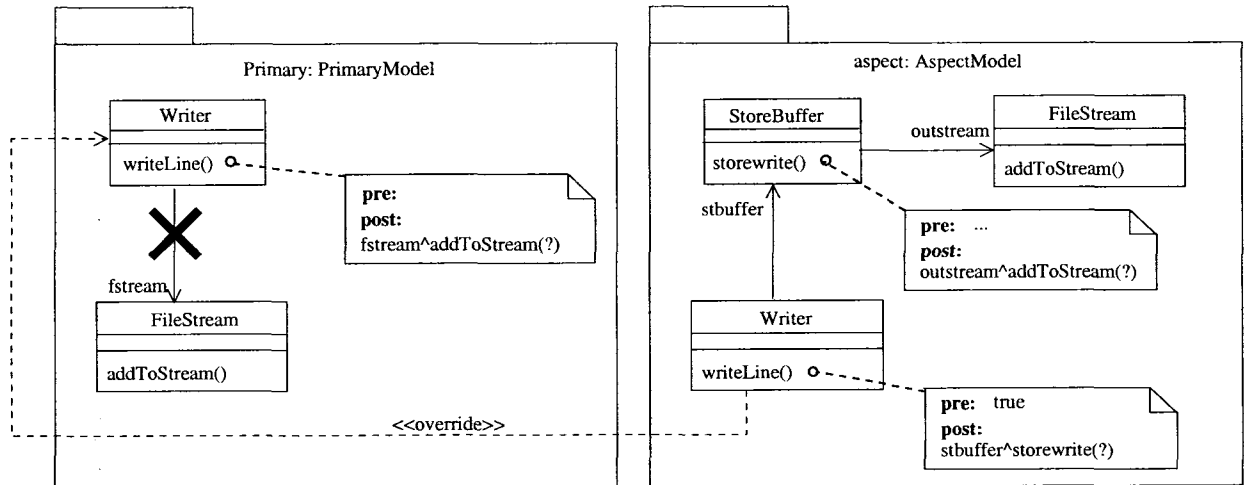 Primary: PrimaryModel
Writer
writeLine()
pre:
post:
fstream^addToStream(?)
fstream
FileStream
addToStream()
<<override>>
aspect: AspectModel
StoreBuffer
storewrite()
outstream
FileStream
addToStream()
stbuffer
pre: ...
post:
outstream^addToStream(?)
Writer
writeLine()
pre: true
post:
stbuffer^storewrite(?)